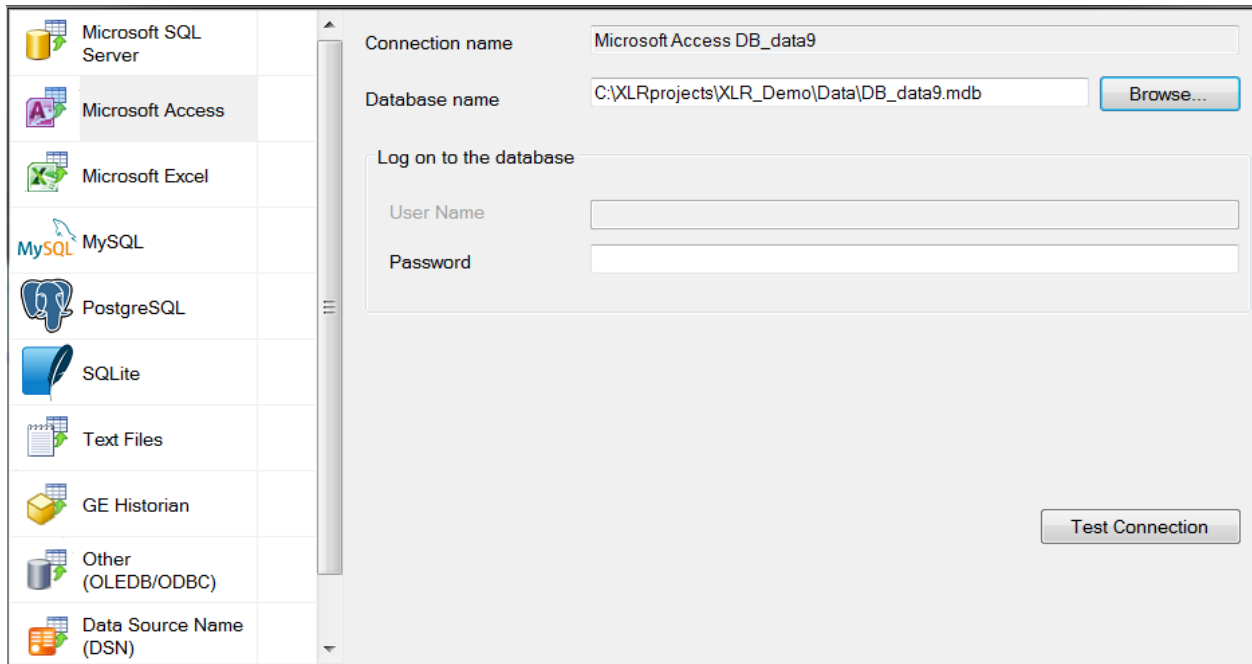 Microsoft SQL
Server
Microsoft Access
Microsoft Excel
MySQL MySQL
PostgreSQL
SQLite
Text Files
GE Historian
Other
(OLEDB/ODBC)
Data Source Name
(DSN)
Connection name Microsoft Access DB_data9
Database name C:\XLRprojects\XLR_Demo\Data\DB_data9.mdb Browse...
Log on to the database
User Name
Password
Test Connection